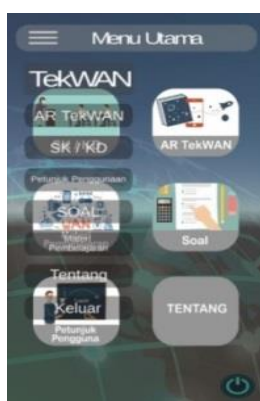 Menu Utama
TekWAN
AR TekWAN
SK / KD
AR TekWAN
Petunjuk Penggunaan
SOAL
Materi
Pembelajaran
Soal
Tentang
Keluar
TENTANG
Petunjuk
Pengguna